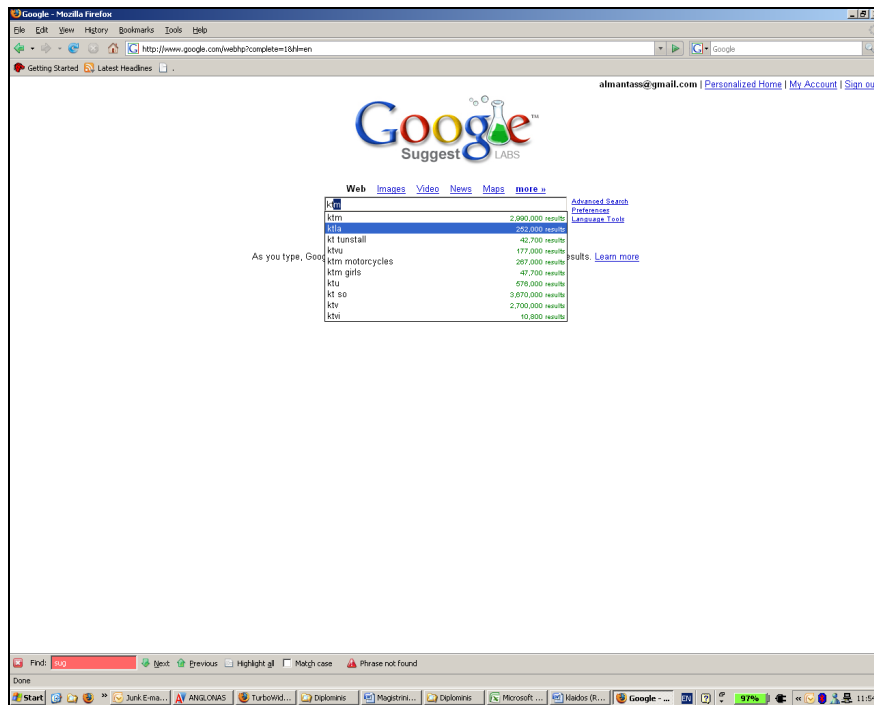 Google - Mozilla Firefox
File Edit View History Bookmarks Tools Help
http://www.google.com/webhp?complete=1&hl=en
Google
Getting Started Latest Headlines .
almantass@gmail.com | Personalized Home | My Account | Sign ou
Google™
Suggest LABS
Web Images Video News Maps more »
ktm
Advanced Search
Preferences
Language Tools
ktm 2,990,000 results
ktla 252,000 results
kt tunstall 42,700 results
ktvu 177,000 results
As you type, Goog esults. Learn more
ktm motorcycles 267,000 results
ktm girls 47,700 results
ktu 576,000 results
kt so 3,670,000 results
ktv 2,700,000 results
ktvi 10,800 results
Find: sug Next Previous Highlight all Match case Phrase not found
Done
Start » Junk E-ma... ANGLONAS TurboWid... Diplominis Magistrini... Diplominis Microsoft ... klaidos (R... Google - ... EN 97% « 11:54